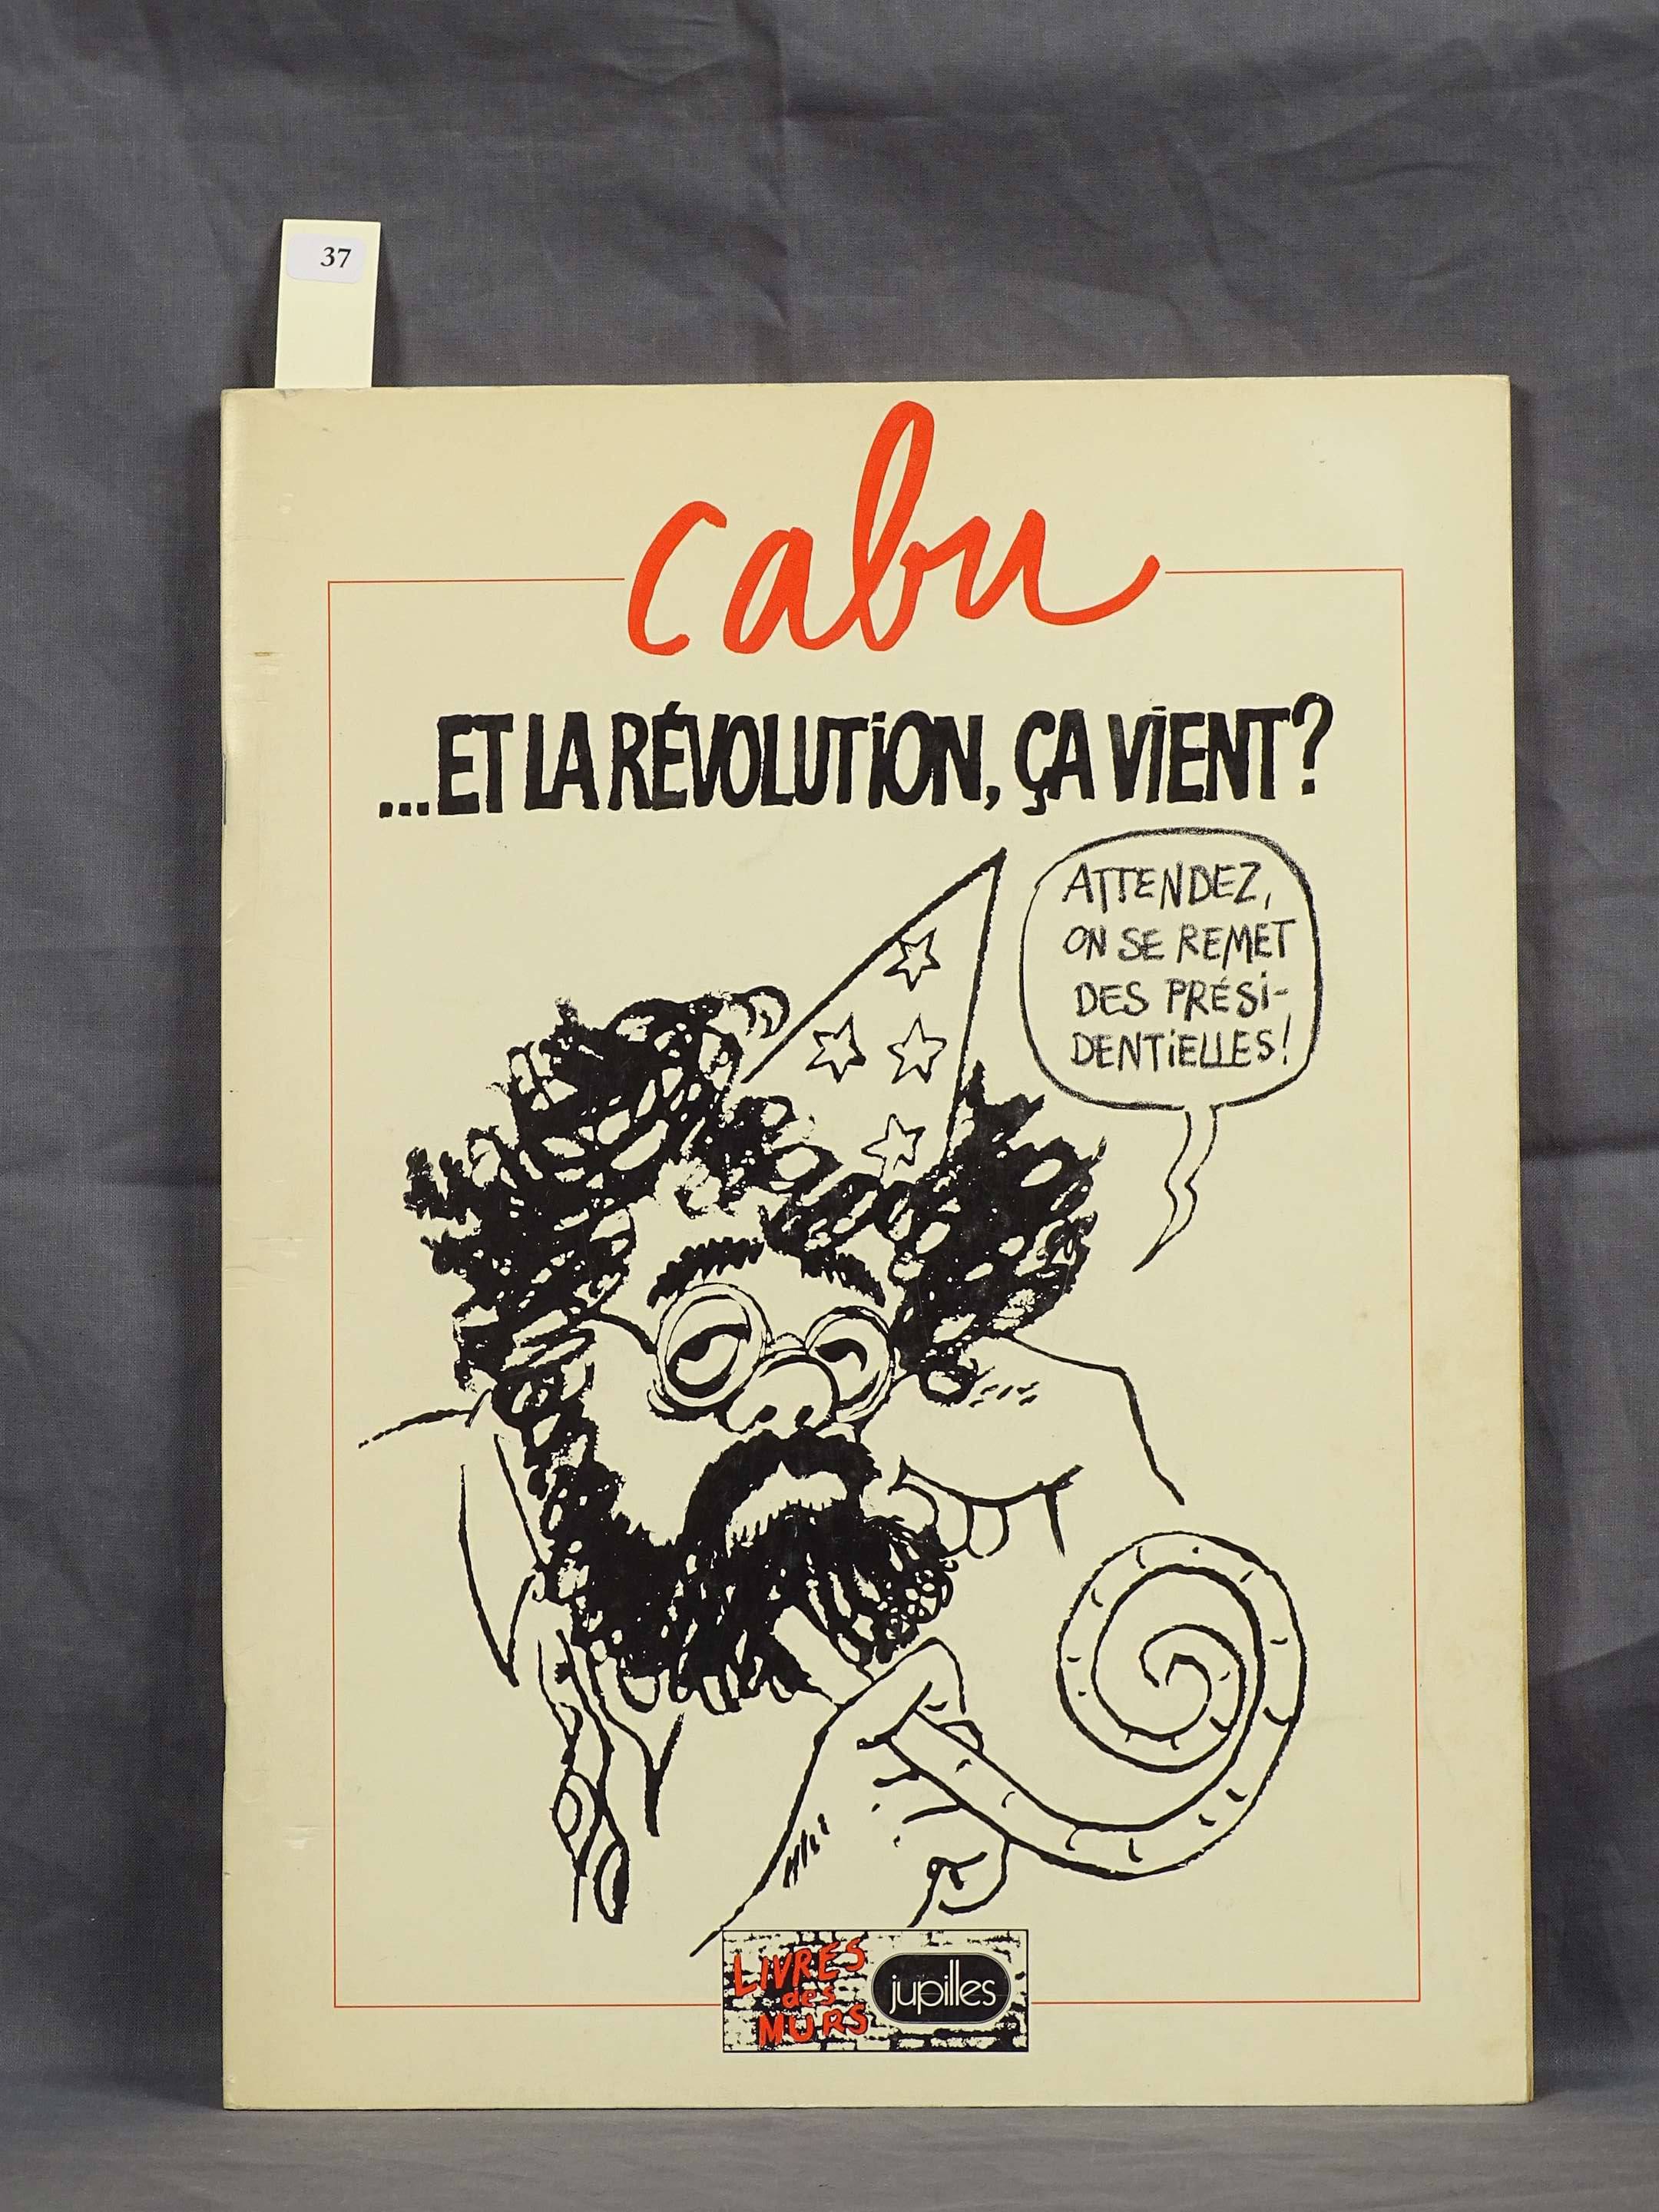 37
cabu
...ET LA RÉVOLUTION, ÇA VIENT?
ATTENDEZ,
ON SE REMET
DES PRÉSI-
DENTIELLES!
LIVRES
des
MURS
jupilles